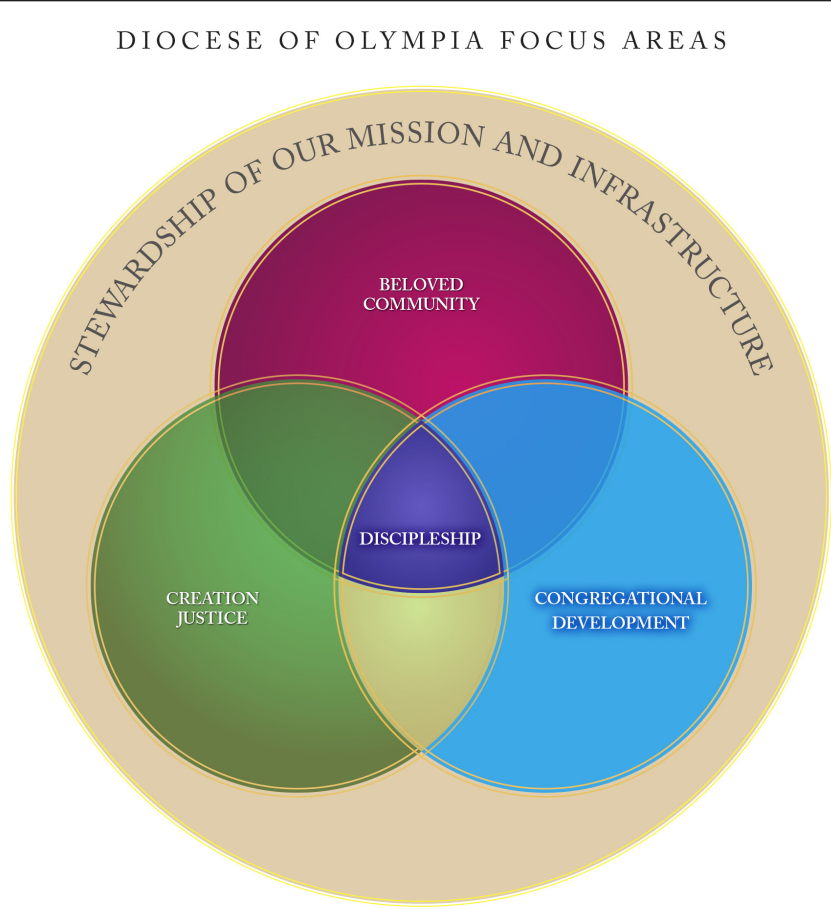 DIOCESE OF OLYMPIA FOCUS AREAS
STEWARDSHIP OF OUR MISSION AND INFRASTRUCTURE
BELOVED
COMMUNITY
DISCIPLESHIP
CREATION
JUSTICE
CONGREGATIONAL
DEVELOPMENT